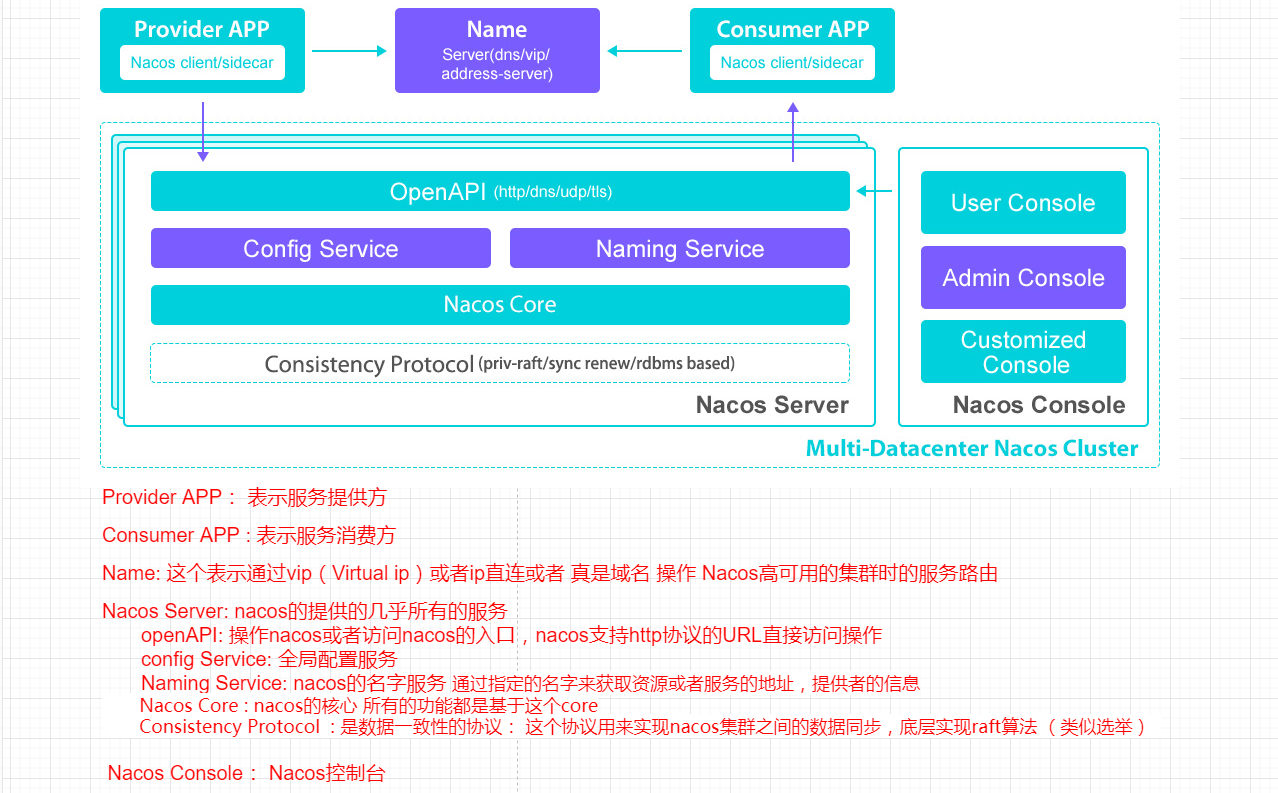 Provider APP
Nacos client/sidecar
Name
Server(dns/vip/
address-server)
Consumer APP
Nacos client/sidecar
OpenAPI (http/dns/udp/tls)
Config Service
Naming Service
Nacos Core
Consistency Protocol (priv-raft/sync renew/rdbms based)
Nacos Server
User Console
Admin Console
Customized
Console
Nacos Console
Multi-Datacenter Nacos Cluster
Provider APP： 表示服务提供方
Consumer APP : 表示服务消费方
Name: 这个表示通过vip（Virtual ip）或者ip直连或者 真是域名 操作 Nacos高可用的集群时的服务路由
Nacos Server: nacos的提供的几乎所有的服务
openAPI: 操作nacos或者访问nacos的入口，nacos支持http协议的URL直接访问操作
config Service: 全局配置服务
Naming Service: nacos的名字服务 通过指定的名字来获取资源或者服务的地址，提供者的信息
Nacos Core : nacos的核心 所有的功能都是基于这个core
Consistency Protocol ：是数据一致性的协议： 这个协议用来实现nacos集群之间的数据同步，底层实现raft算法（类似选举）
Nacos Console： Nacos控制台